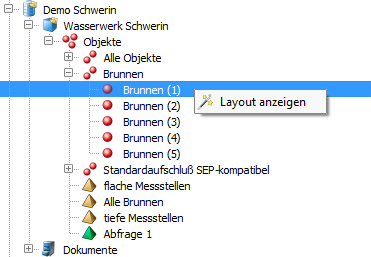 Demo Schwerin
Wasserwerk Schwerin
Objekte
Alle Objekte
Brunnen
Brunnen (1)
Layout anzeigen
Brunnen (2)
Brunnen (3)
Brunnen (4)
Brunnen (5)
Standardaufschluß SEP-kompatibel
flache Messstellen
Alle Brunnen
tiefe Messstellen
Abfrage 1
Dokumente